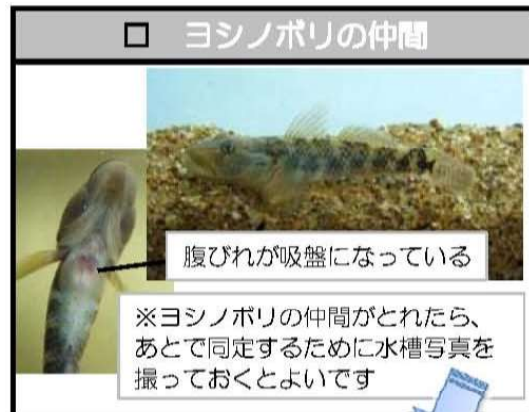 □ ヨシノボリの仲間
腹びれが吸盤になっている
※ヨシノボリの仲間がとれたら、
あとで同定するために水槽写真を
撮っておくとよいです